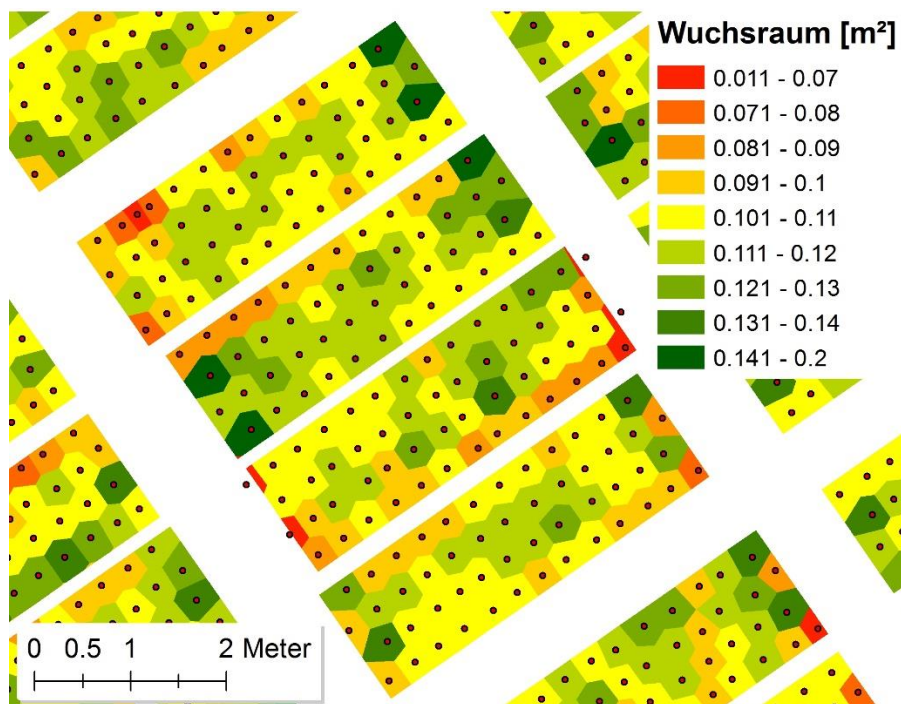 Wuchsraum [m²]
0.011 - 0.07
0.071 - 0.08
0.081 - 0.09
0.091 - 0.1
0.101 - 0.11
0.111 - 0.12
0.121 - 0.13
0.131 - 0.14
0.141 - 0.2
0 0.5 1 2 Meter